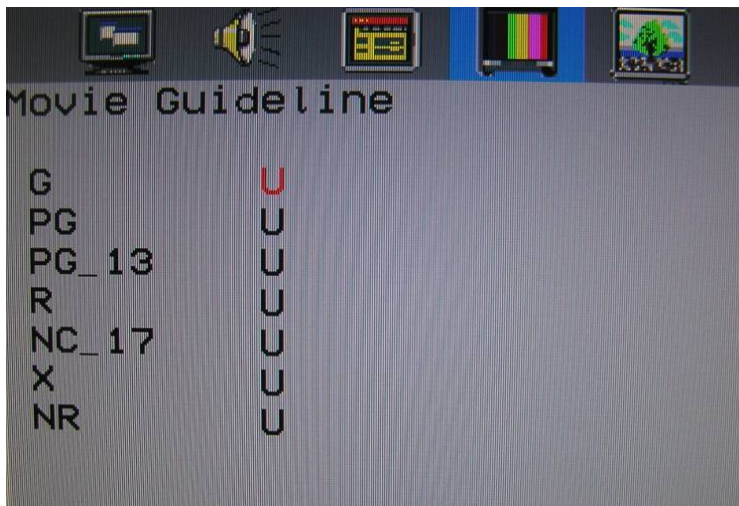 Movie Guideline
G U
PG U
PG_13 U
R U
NC_17 U
X U
NR U